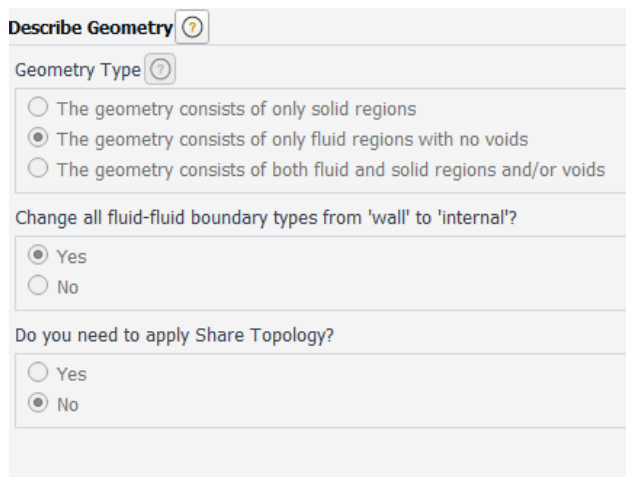 Describe Geometry ?
Geometry Type ?
The geometry consists of only solid regions
The geometry consists of only fluid regions with no voids
The geometry consists of both fluid and solid regions and/or voids
Change all fluid-fluid boundary types from 'wall' to 'internal'?
Yes
No
Do you need to apply Share Topology?
Yes
No